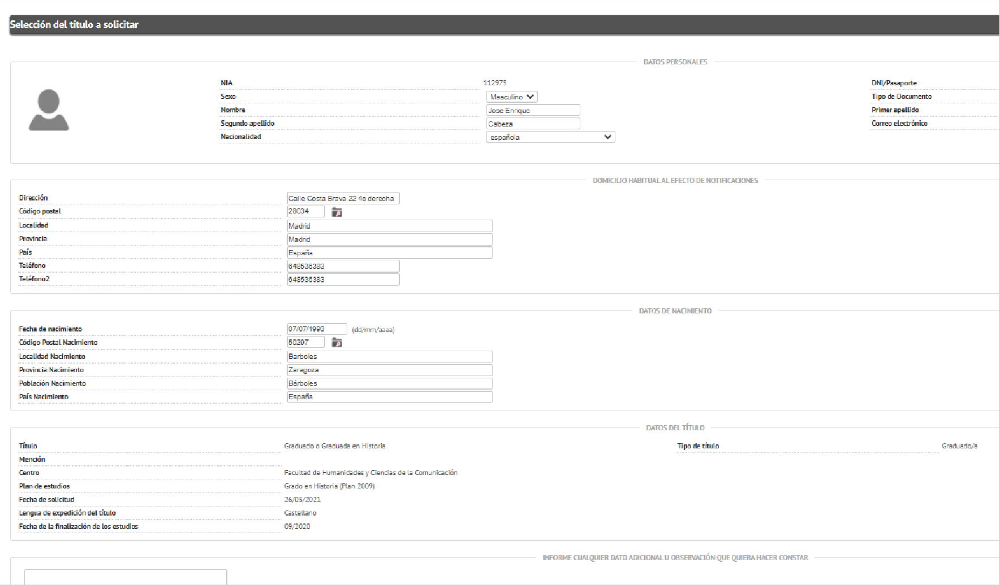 Selección del título a solicitar
DATOS PERSONALES
NIA 112975 DNI/Pasaporte
Sexo Masculino Tipo de Documento
Nombre Jose Enrique Primer apellido
Segundo apellido Cabeza Correo electrónico
Nacionalidad española
DOMICILIO HABITUAL AL EFECTO DE NOTIFICACIONES
Dirección Calle Costa Brava 22 4o derecha
Código postal 28034
Localidad Madrid
Provincia Madrid
País España
Teléfono 648536383
Teléfono2 648536383
DATOS DE NACIMIENTO
Fecha de nacimiento 07/07/1993 (dd/mm/aaaa)
Código Postal Nacimiento 50297
Localidad Nacimiento Barboles
Provincia Nacimiento Zaragoza
Población Nacimiento Bárboles
País Nacimiento España
DATOS DEL TÍTULO
Título Graduado o Graduada en Historia Tipo de título Graduado/a
Mención
Centro Facultad de Humanidades y Ciencias de la Comunicación
Plan de estudios Grado en Historia (Plan 2009)
Fecha de solicitud 26/05/2021
Lengua de expedición del título Castellano
Fecha de la finalización de los estudios 09/2020
INFORME CUALQUIER DATO ADICIONAL U OBSERVACIÓN QUE QUIERA HACER CONSTAR